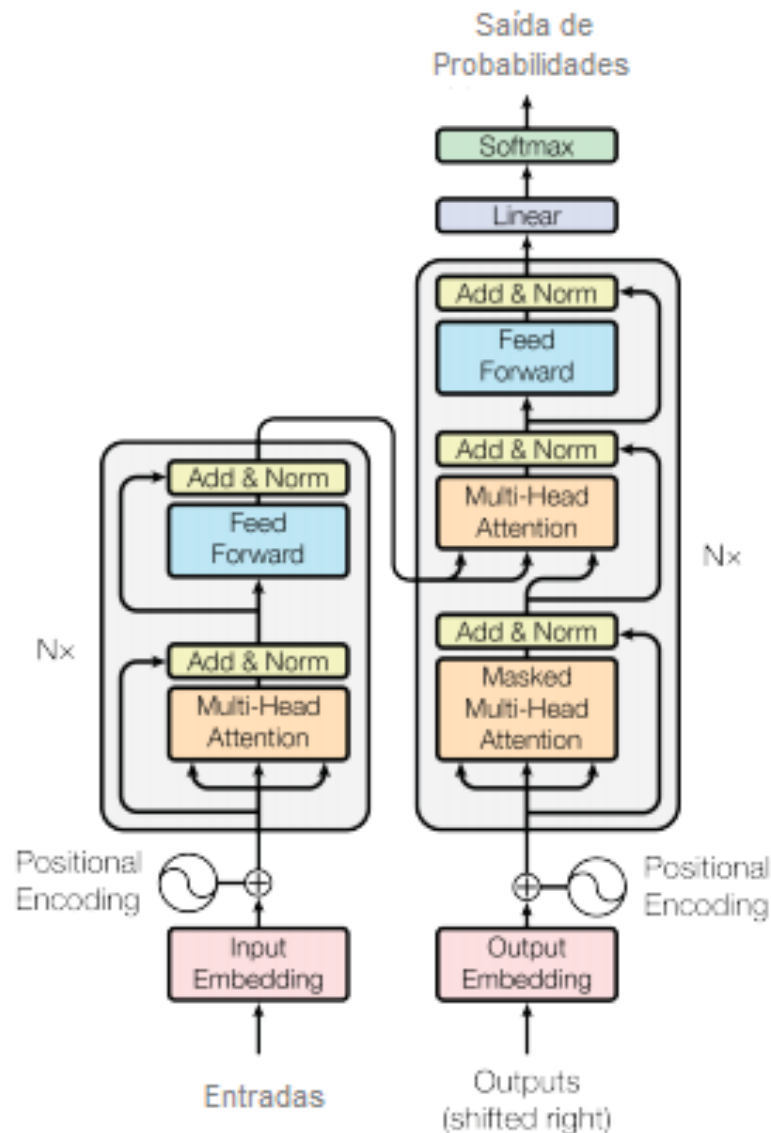 Saída de
Probabilidades
Softmax
Linear
Add & Norm
Feed
Forward
Add & Norm
Multi-Head
Attention
Nx
Add & Norm
Masked
Multi-Head
Attention
Add & Norm
Feed
Forward
Nx
Add & Norm
Multi-Head
Attention
Positional
Encoding
Positional
Encoding
Input
Embedding
Output
Embedding
Entradas
Outputs
(shifted right)